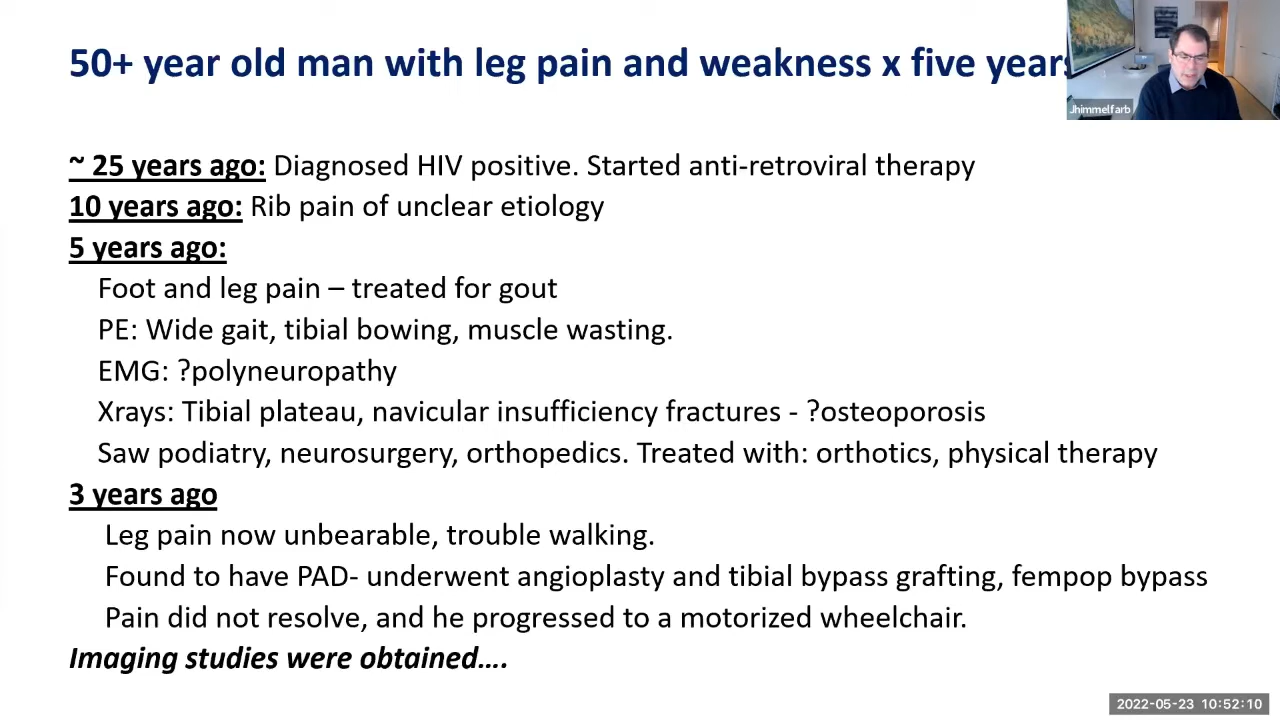 50+ year old man with leg pain and weakness x five years
Jhimmelfarb
~ 25 years ago: Diagnosed HIV positive. Started anti-retroviral therapy
10 years ago: Rib pain of unclear etiology
5 years ago:
Foot and leg pain – treated for gout
PE: Wide gait, tibial bowing, muscle wasting.
EMG: ?polyneuropathy
Xrays: Tibial plateau, navicular insufficiency fractures - ?osteoporosis
Saw podiatry, neurosurgery, orthopedics. Treated with: orthotics, physical therapy
3 years ago
Leg pain now unbearable, trouble walking.
Found to have PAD- underwent angioplasty and tibial bypass grafting, fempop bypass
Pain did not resolve, and he progressed to a motorized wheelchair.
Imaging studies were obtained….
2022-05-23 10:52:10